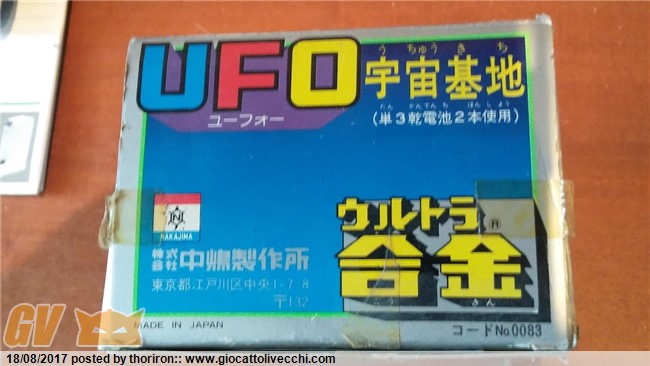 UFO
ユーフォー
うちゅうきち
宇宙基地
たんかんでんちほんしよう
(単3乾電池2本使用)
NAKAJIMA
株式会社 中嶋製作所
東京都江戸川区中央1-7-8
〒132
ウルトラ
合金®
ごうきん
MADE IN JAPAN
コードNo.0083
GV
18/08/2017 posted by thoriron:: www.giocattolivecchi.com